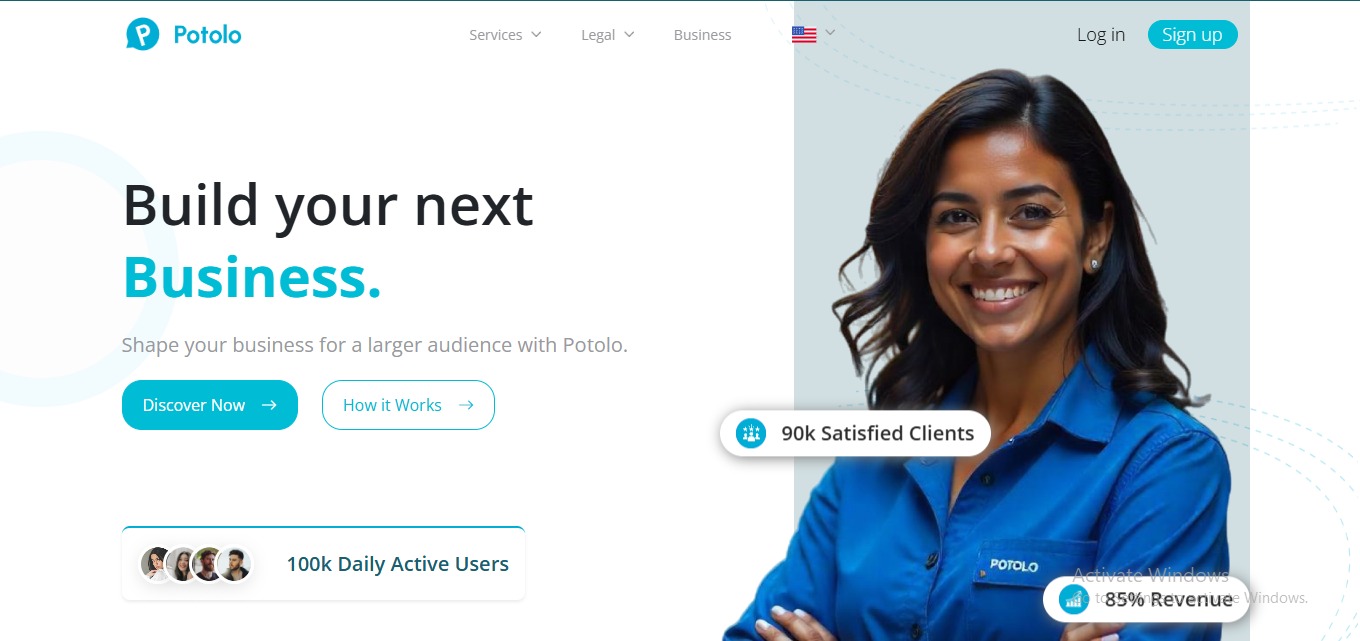 Potolo
Services
Legal
Business
Log in
Sign up
Build your next
Business.
Shape your business for a larger audience with Potolo.
Discover Now
How it Works
90k Satisfied Clients
100k Daily Active Users
POTOLO
Activate Windows
Go to Settings to activate Windows.
85% Revenue